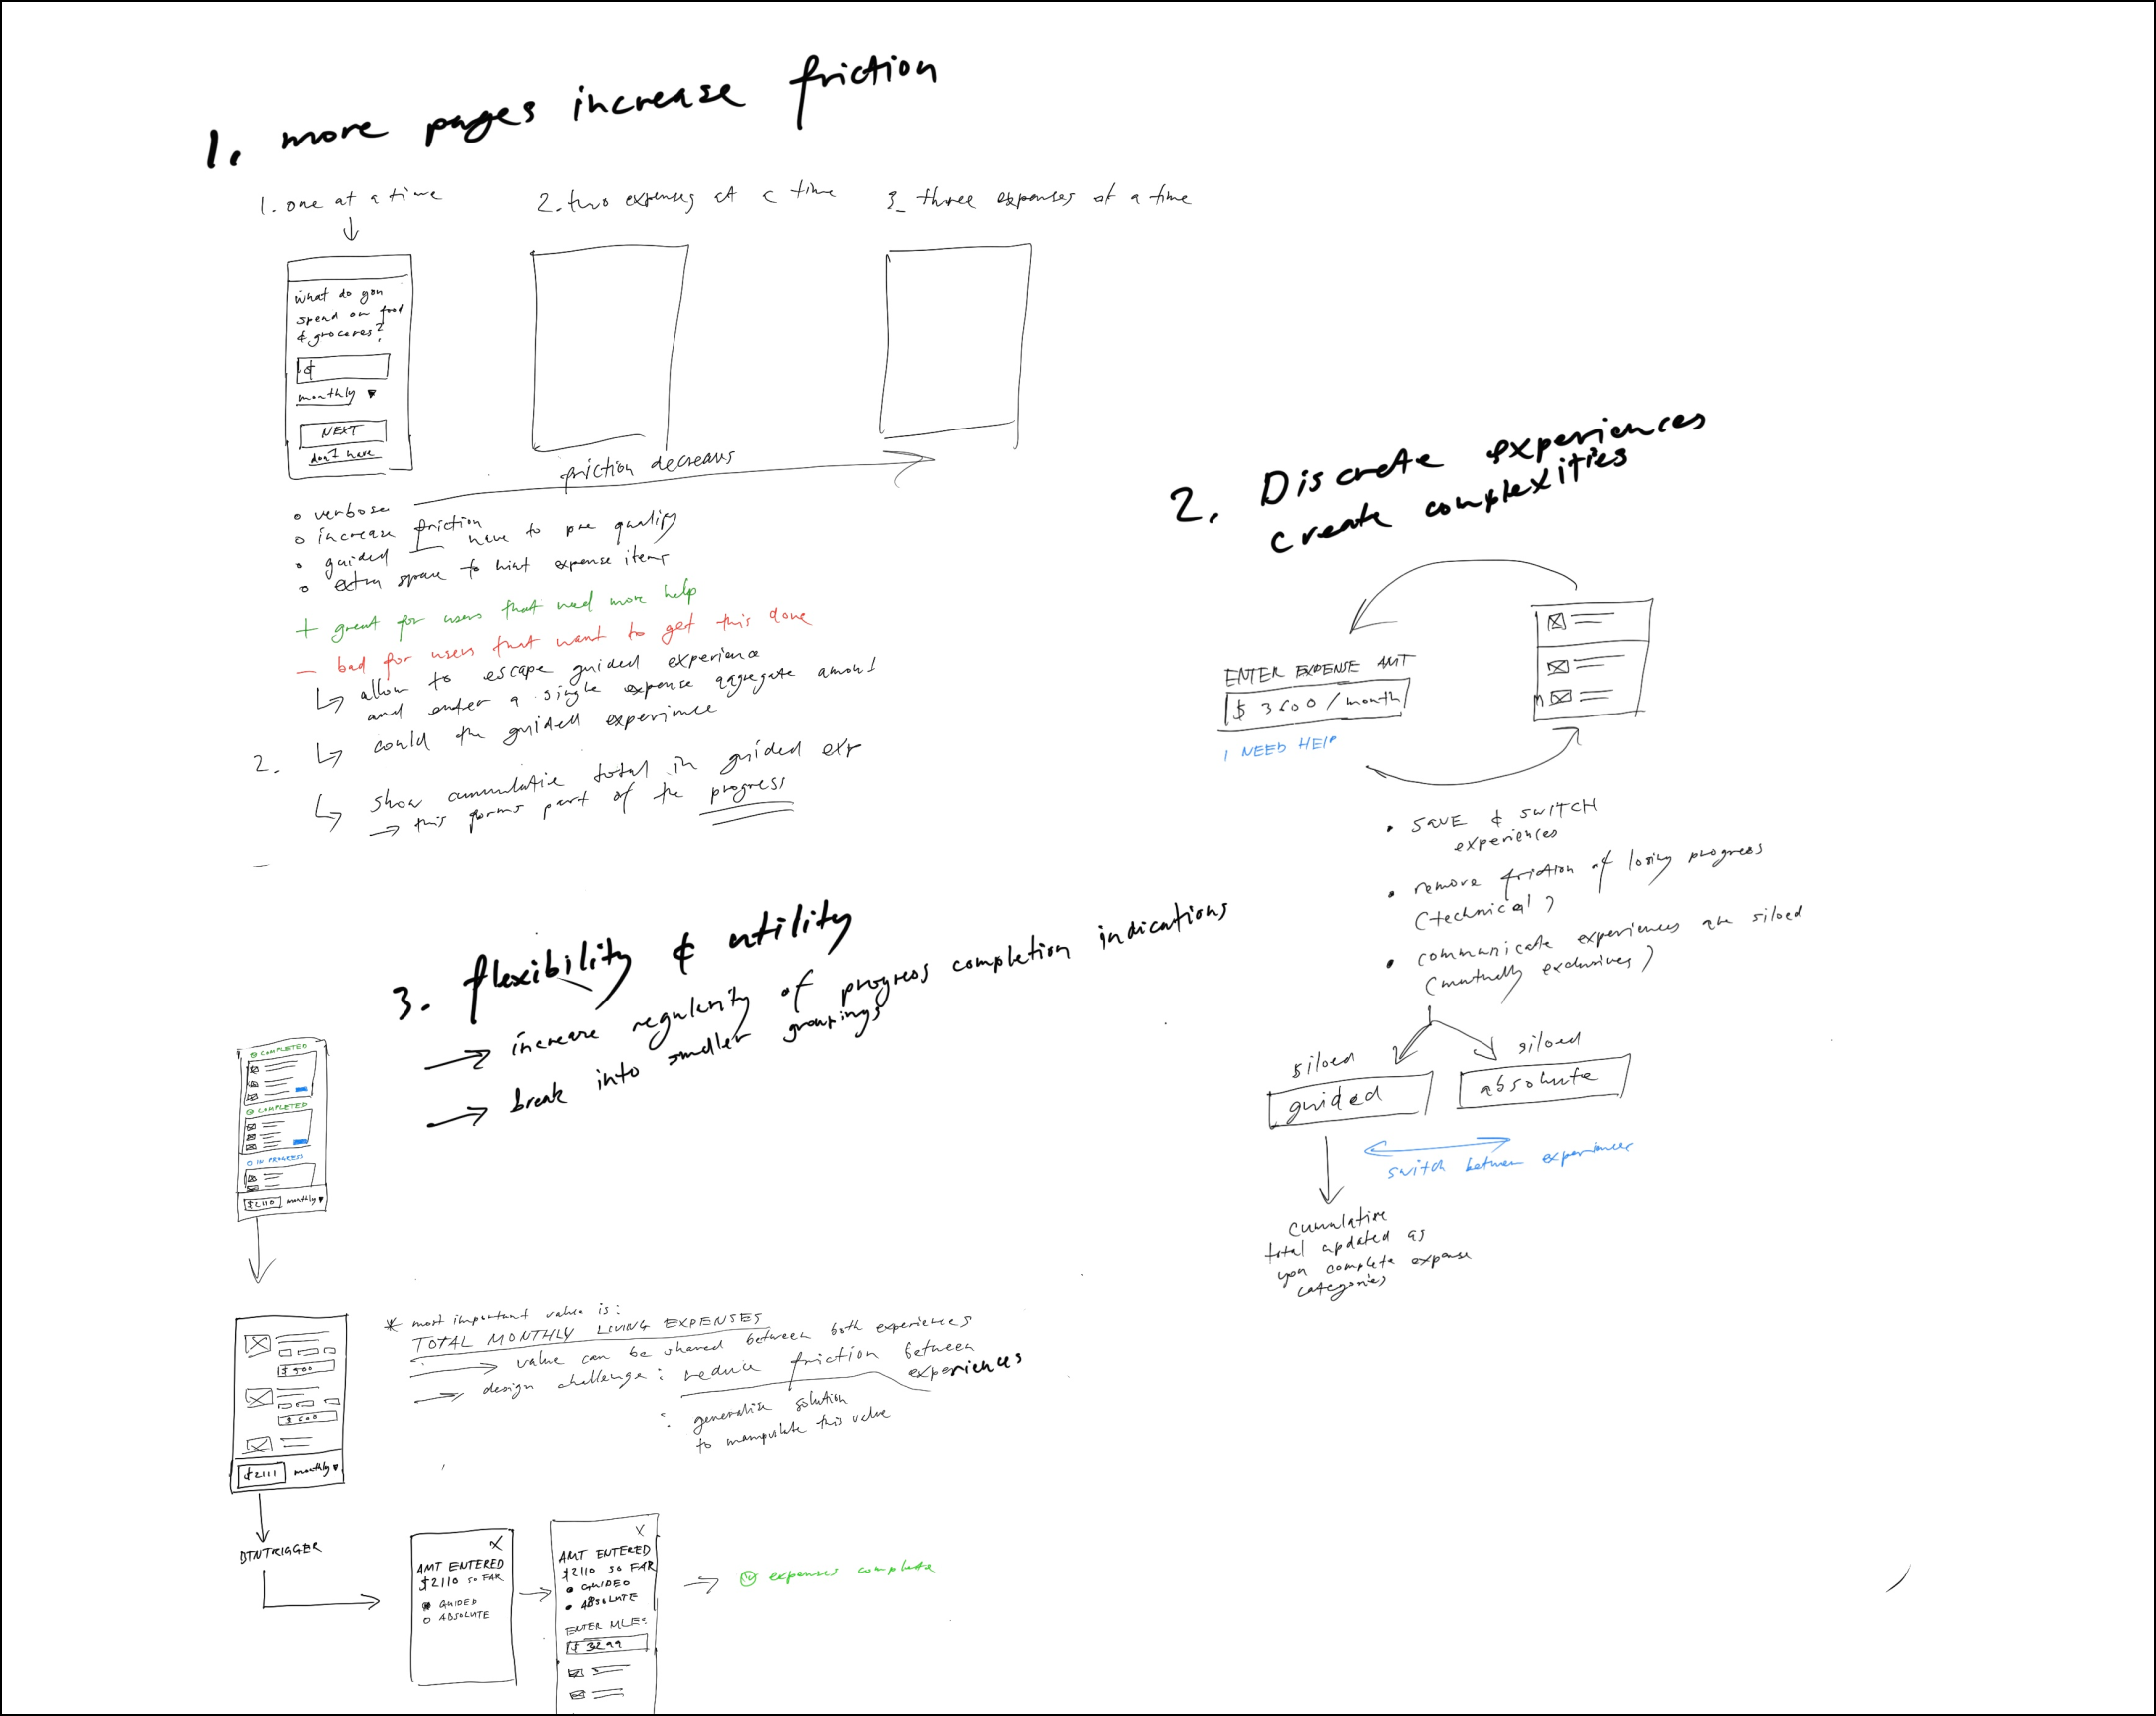 1. more pages increase friction
1. one at a time
2. two expenses at a time
3. three expenses at a time
what do you
spend on food
& groceries?
$
monthly ▼
NEXT
don't have
friction decreases
• verbose
• increase friction
• guided have to pre qualify
• extra space to hint expense items
+ great for users that need more help
- bad for users that want to get this done
↳ allow to escape guided experience
and enter a single expense aggregate amount
2. ↳ could the guided experience
↳ show cumulative total in guided exp
→ this forms part of the progress
2. Discrete experiences
create complexities
ENTER EXPENSE AMT
$ 3600 / month
I NEED HELP
• SAVE & SWITCH
experiences
• remove friction of losing progress
(technical)
• communicate experiences are siloed
(mutually exclusives)
siloed
siloed
guided
absolute
switch between experiences
cumulative
total updated as
you complete expense
categories
3. flexibility & utility
→ increase regularity of progress completion indications
→ break into smaller groupings
COMPLETED
COMPLETED
IN PROGRESS
$2110 monthly ▼
* most important value is:
TOTAL MONTHLY LIVING EXPENSES
→ value can be shared between both experiences
→ design challenge: reduce friction between
experiences
: generalize solution
to manipulate this value
$500
$600
$2111 monthly ▼
BTN TRIGGER
X
AMT ENTERED
$2110 SO FAR
GUIDED
ABSOLUTE
X
AMT ENTERED
$2110 SO FAR
• GUIDED
• ABSOLUTE
ENTER MLE:
$ 3299
→ expenses complete